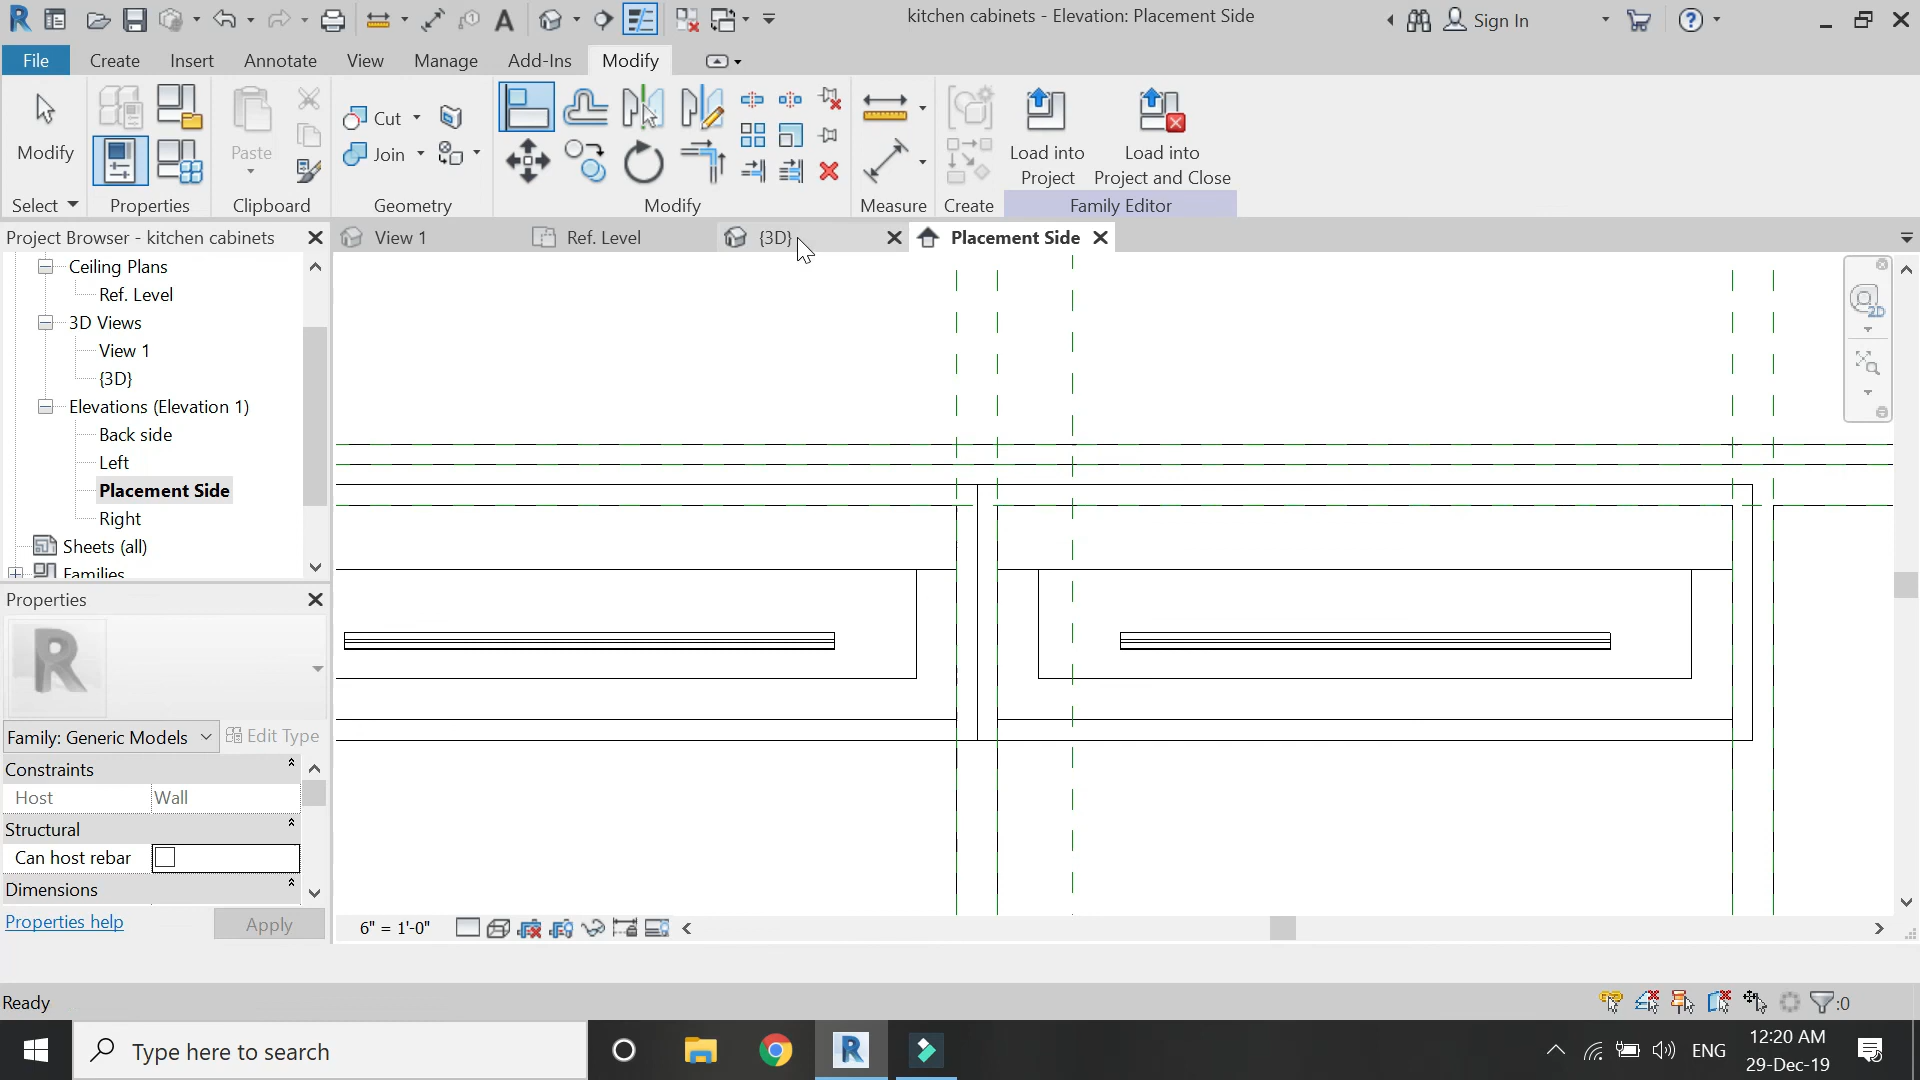 kitchen cabinets - Elevation: Placement Side
Sign In
File
Create
Insert
Annotate
View
Manage
Add-Ins
Modify
Modify
Paste
Cut
Join
Load into
Project
Load into
Project and Close
Select
Properties
Clipboard
Geometry
Modify
Measure
Create
Family Editor
Project Browser - kitchen cabinets
View 1
Ref. Level
{3D}
Placement Side
Ceiling Plans
Ref. Level
3D Views
View 1
{3D}
Elevations (Elevation 1)
Back side
Left
Placement Side
Right
Sheets (all)
Families
2D
Properties
R
Family: Generic Models
Edit Type
Constraints
Host
Wall
Structural
Can host rebar
Dimensions
Properties help
Apply
6" = 1'-0"
Ready
:0
Type here to search
ENG
12:20 AM
29-Dec-19